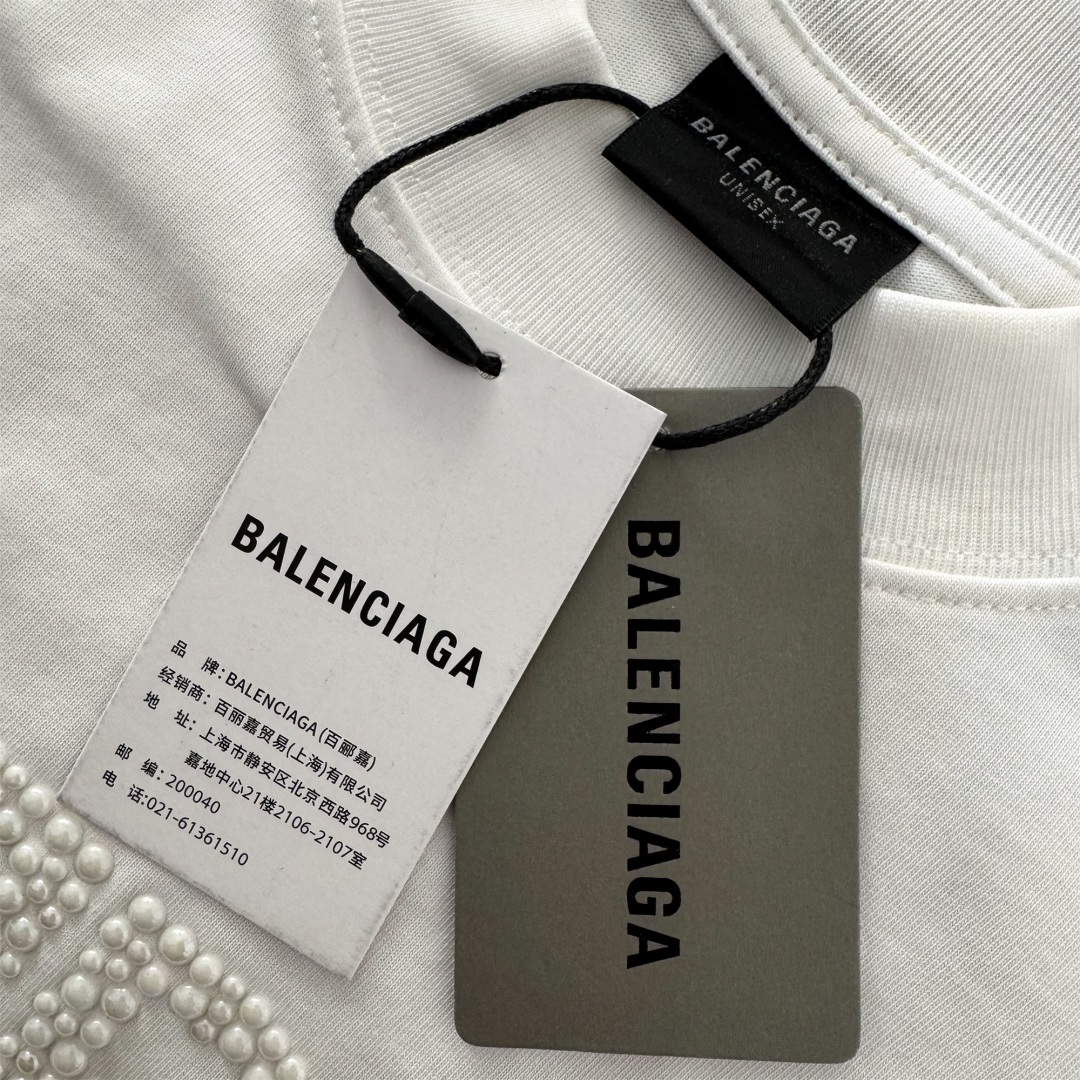 BALENCIAGA
UNISEX
BALENCIAGA
品 牌:BALENCIAGA (百郦嘉)
经销商: 百丽嘉贸易(上海)有限公司
地 址: 上海市静安区北京西路968号
嘉地中心21楼2106-2107室
邮 编: 200040
电 话:021-61361510
BALENCIAGA